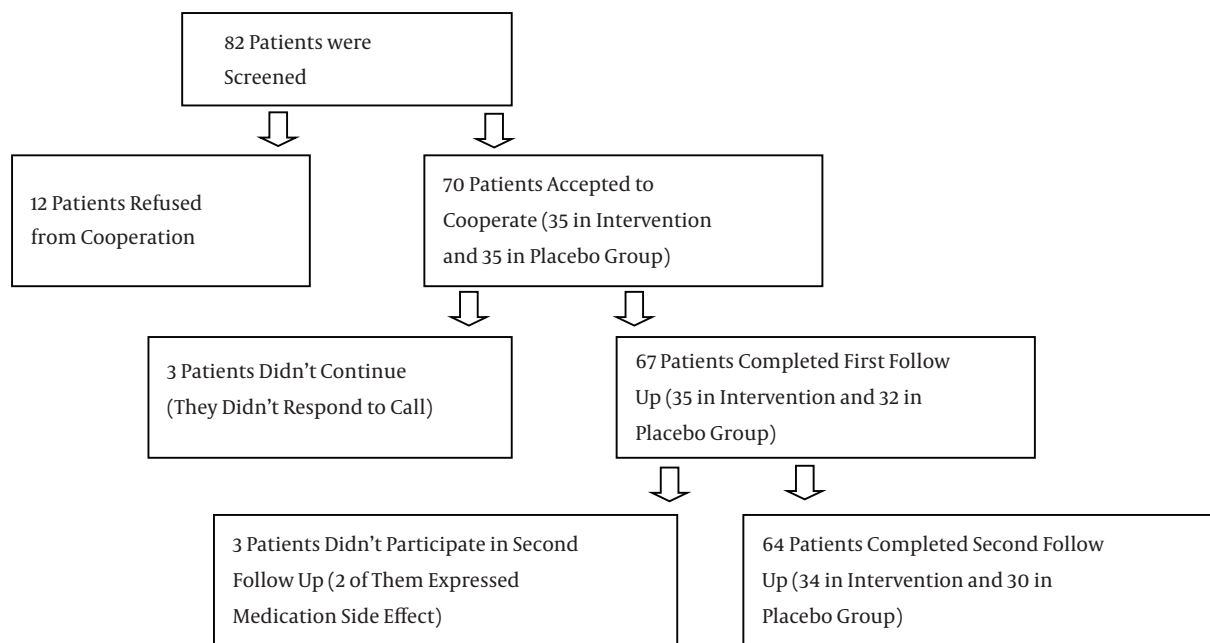 82 Patients were
Screened
12 Patients Refused
from Cooperation
70 Patients Accepted to
Cooperate (35 in Intervention
and 35 in Placebo Group)
3 Patients Didn't Continue
(They Didn't Respond to Call)
67 Patients Completed First Follow
Up (35 in Intervention and 32 in
Placebo Group)
3 Patients Didn't Participate in Second
Follow Up (2 of Them Expressed
Medication Side Effect)
64 Patients Completed Second Follow
Up (34 in Intervention and 30 in
Placebo Group)